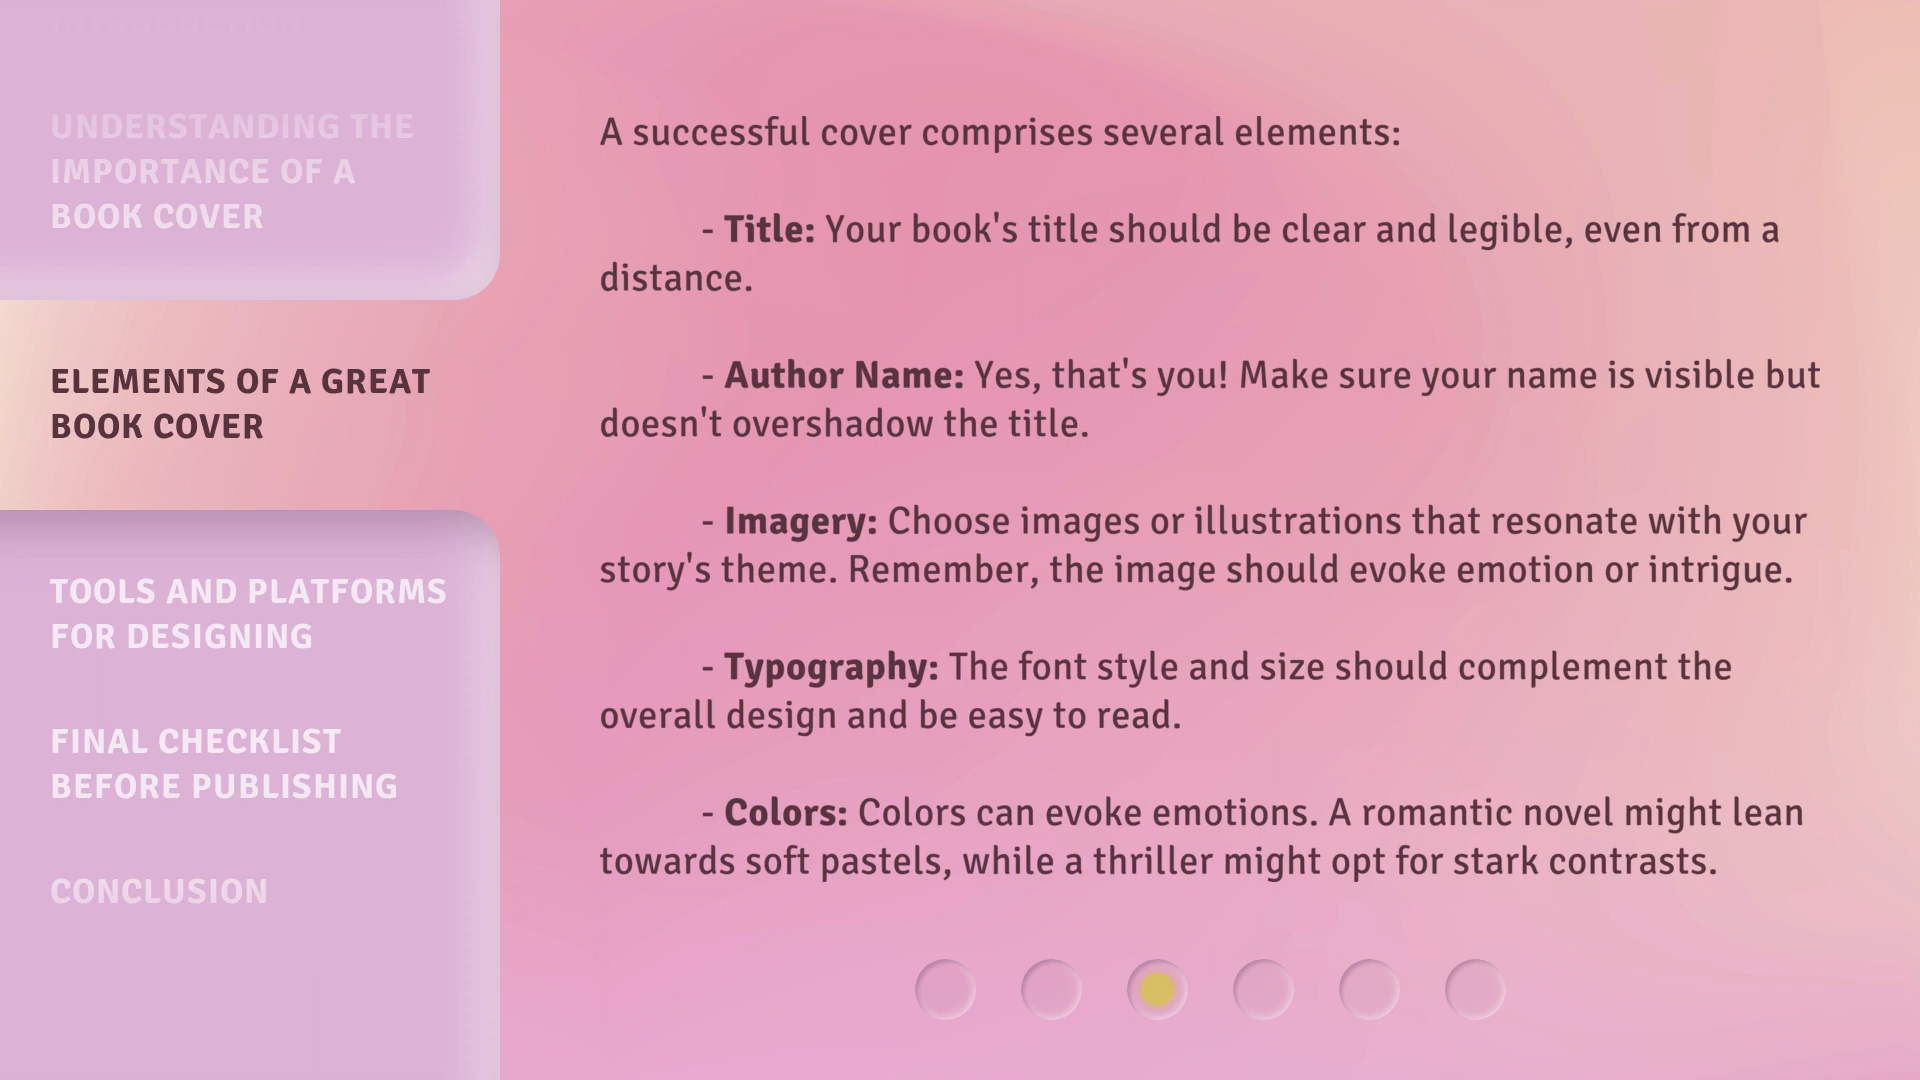 INTRODUCTION
UNDERSTANDING THE
IMPORTANCE OF A
BOOK COVER
ELEMENTS OF A GREAT
BOOK COVER
TOOLS AND PLATFORMS
FOR DESIGNING
FINAL CHECKLIST
BEFORE PUBLISHING
CONCLUSION
A successful cover comprises several elements:
- Title: Your book's title should be clear and legible, even from a
distance.
- Author Name: Yes, that's you! Make sure your name is visible but
doesn't overshadow the title.
- Imagery: Choose images or illustrations that resonate with your
story's theme. Remember, the image should evoke emotion or intrigue.
- Typography: The font style and size should complement the
overall design and be easy to read.
- Colors: Colors can evoke emotions. A romantic novel might lean
towards soft pastels, while a thriller might opt for stark contrasts.